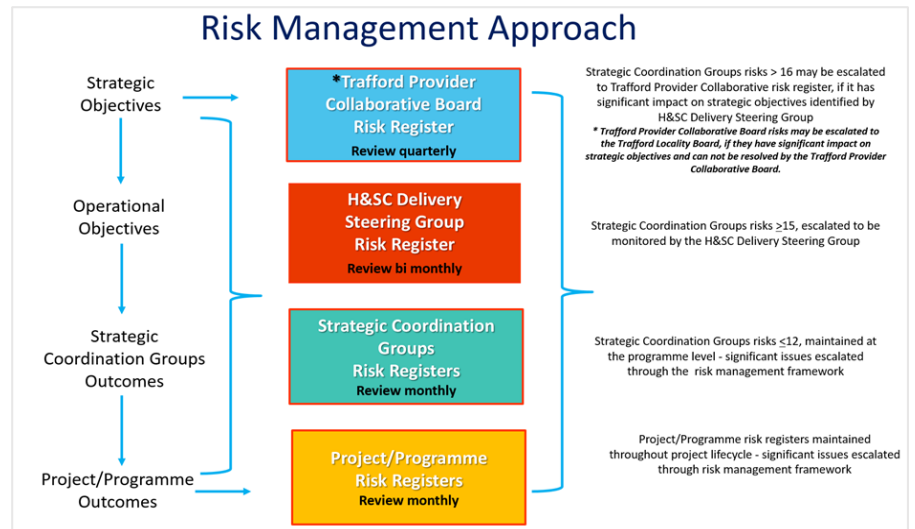 Risk Management Approach
Strategic
Objectives
Operational
Objectives
Strategic
Coordination Groups
Outcomes
Project/Programme
Outcomes
*Trafford Provider
Collaborative Board
Risk Register
Review quarterly
H&SC Delivery
Steering Group
Risk Register
Review bi monthly
Strategic Coordination
Groups
Risk Registers
Review monthly
Project/Programme
Risk Registers
Review monthly
Strategic Coordination Groups risks > 16 may be escalated
to Trafford Provider Collaborative risk register, if it has
significant impact on strategic objectives identified by
H&SC Delivery Steering Group
* Trafford Provider Collaborative Board risks may be escalated to
the Trafford Locality Board, if they have significant impact on
strategic objectives and can not be resolved by the Trafford Provider
Collaborative Board.
Strategic Coordination Groups risks ≥15, escalated to be
monitored by the H&SC Delivery Steering Group
Strategic Coordination Groups risks ≤12, maintained at
the programme level - significant issues escalated
through the risk management framework
Project/Programme risk registers maintained
throughout project lifecycle - significant issues escalated
through risk management framework